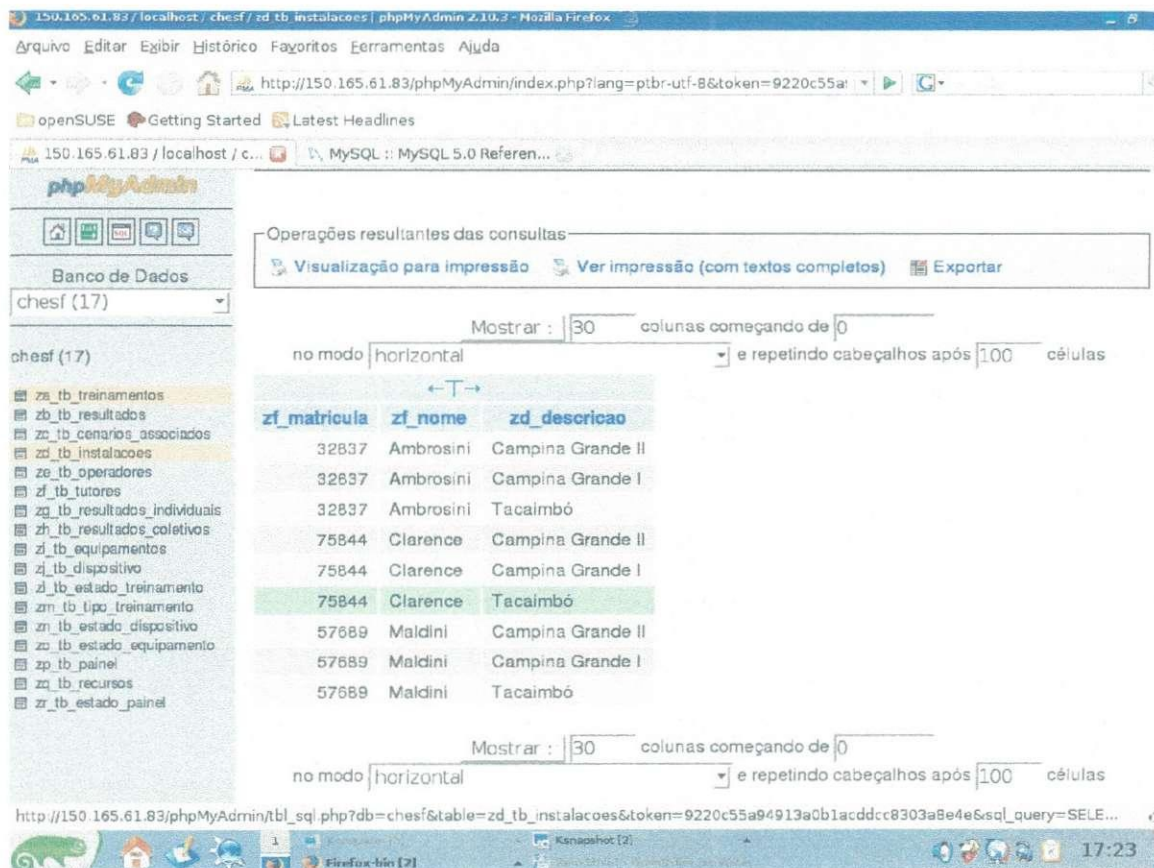 150.165.61.83 / localhost / chesf / zd_tb_instalacoes | phpMyAdmin 2.10.3 - Mozilla Firefox
Arquivo Editar Exibir Histórico Favoritos Ferramentas Ajuda
http://150.165.61.83/phpMyAdmin/index.php?lang=ptbr-utf-8&token=9220c55a
openSUSE Getting Started Latest Headlines
150.165.61.83 / localhost / c... MySQL :: MySQL 5.0 Referen...
phpMyAdmin
Banco de Dados
chesf (17)
chesf (17)
za_tb_treinamentos
zb_tb_resultados
zc_tb_cenarios_associados
zd_tb_instalacoes
ze_tb_operadores
zf_tb_tutores
zg_tb_resultados_individuais
zh_tb_resultados_coletivos
zi_tb_equipamentos
zj_tb_dispositivo
zl_tb_estado_treinamento
zm_tb_tipo_treinamento
zn_tb_estado_dispositivo
zo_tb_estado_equipamento
zp_tb_painel
zq_tb_recursos
zr_tb_estado_painel
Operações resultantes das consultas
Visualização para impressão Ver impressão (com textos completos) Exportar
Mostrar : 30 colunas começando de 0
no modo horizontal e repetindo cabeçalhos após 100 células
←T→
zf_matricula zf_nome zd_descricao
32837 Ambrosini Campina Grande II
32837 Ambrosini Campina Grande I
32837 Ambrosini Tacaimbó
75844 Clarence Campina Grande II
75844 Clarence Campina Grande I
75844 Clarence Tacaimbó
57689 Maldini Campina Grande II
57689 Maldini Campina Grande I
57689 Maldini Tacaimbó
Mostrar : 30 colunas começando de 0
no modo horizontal e repetindo cabeçalhos após 100 células
http://150.165.61.83/phpMyAdmin/tbl_sql.php?db=chesf&table=zd_tb_instalacoes&token=9220c55a94913a0b1acddcc8303a8e4e&sql_query=SELE...
1 Ksnapshot [2]
Firefox-bin [2] 17:23